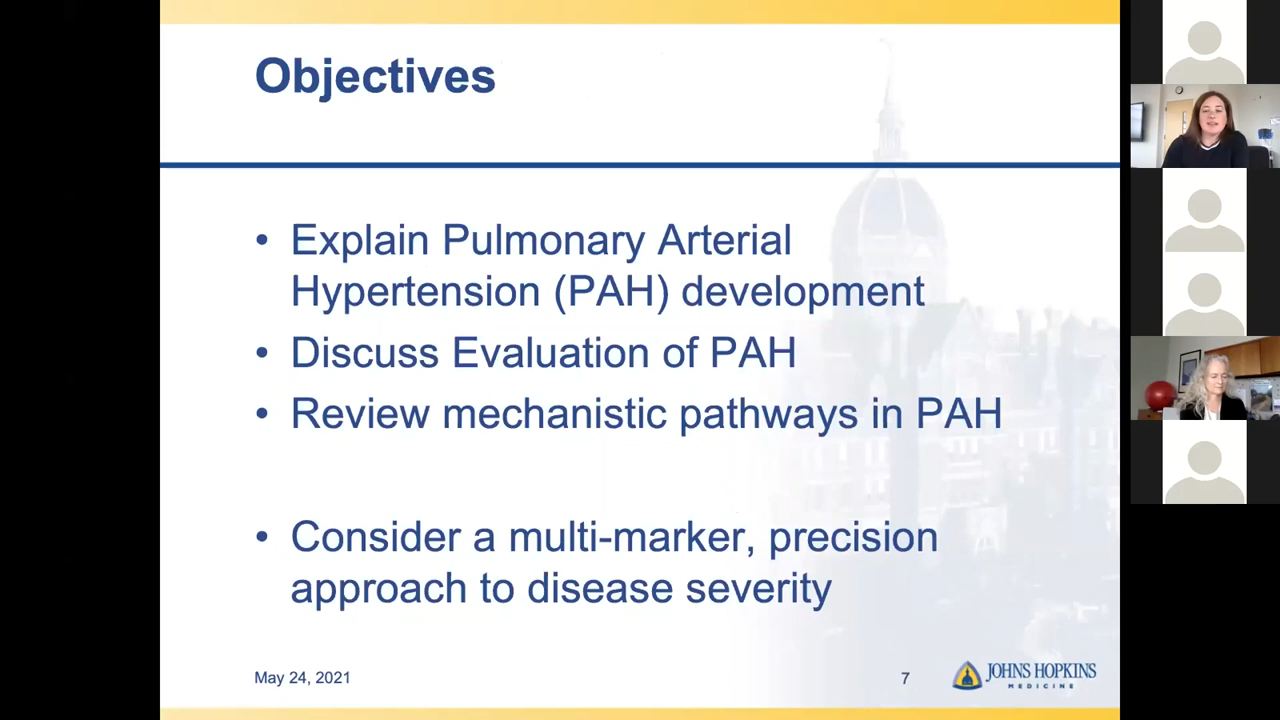 Objectives
• Explain Pulmonary Arterial
Hypertension (PAH) development
• Discuss Evaluation of PAH
• Review mechanistic pathways in PAH
• Consider a multi-marker, precision
approach to disease severity
May 24, 2021
7
JOHNS HOPKINS
MEDICINE